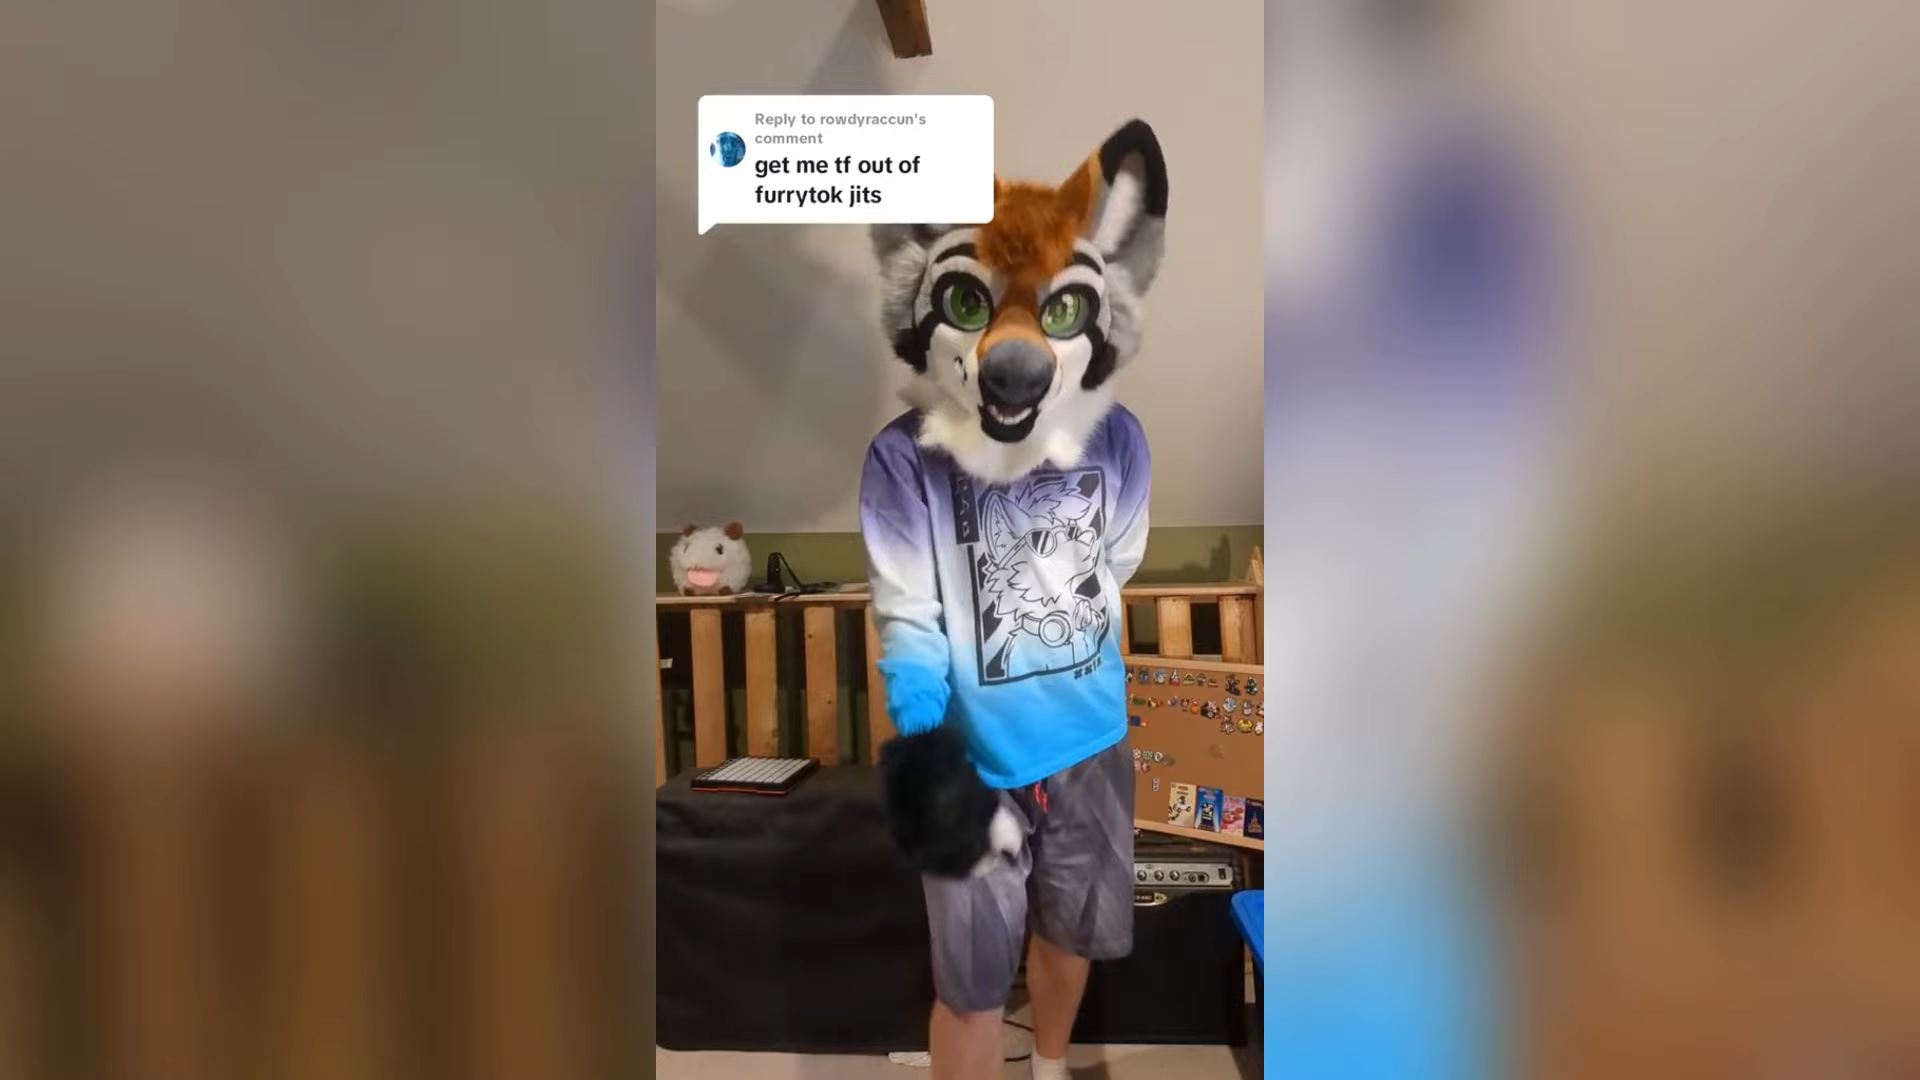 Reply to rowdyraccun's
comment
get me tf out of
furrytok jits